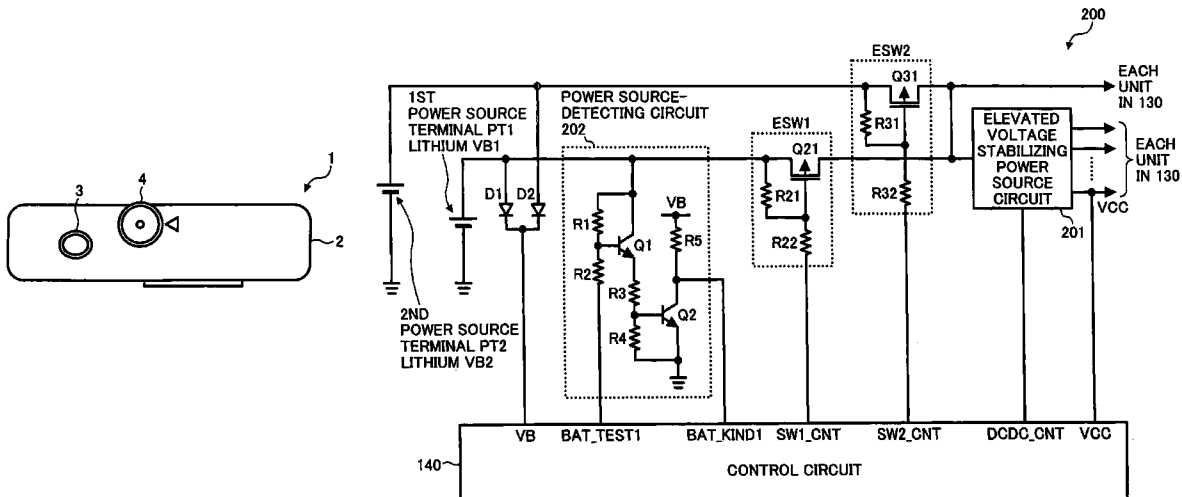 200
ESW2
Q31
EACH
UNIT
IN 130
1ST
POWER SOURCE
TERMINAL PT1
LITHIUM VB1
POWER SOURCE-
DETECTING CIRCUIT
202
ESW1
Q21
R31
ELEVATED
VOLTAGE
STABILIZING
POWER
SOURCE
CIRCUIT
EACH
UNIT
IN 130
VCC
201
1
3
4
2
D1
D2
R1
R2
Q1
VB
R5
R3
R4
Q2
R21
R22
R32
2ND
POWER SOURCE
TERMINAL PT2
LITHIUM VB2
VB
BAT_TEST1
BAT_KIND1
SW1_CNT
SW2_CNT
DCDC_CNT
VCC
140
CONTROL CIRCUIT